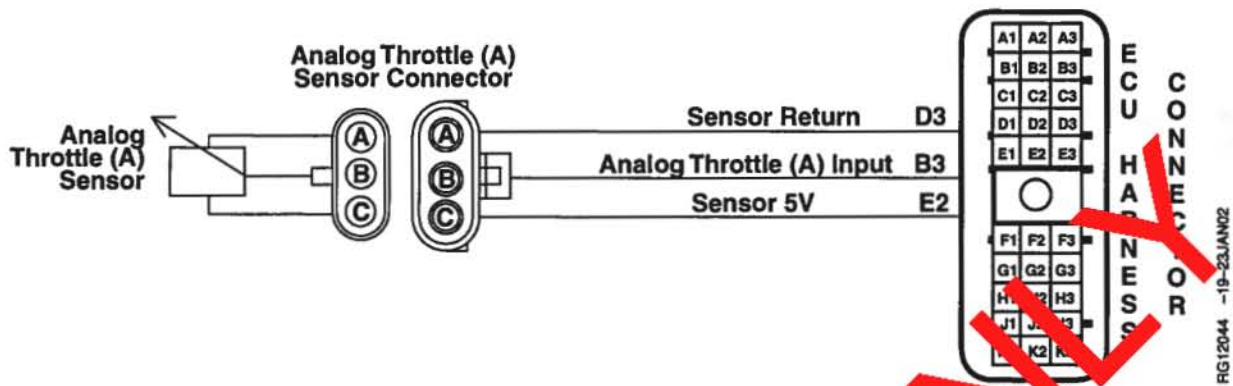 Analog Throttle (A)
Sensor Connector
Analog
Throttle (A)
Sensor
A
B
C
A
B
C
Sensor Return D3
Analog Throttle (A) Input B3
Sensor 5V E2
A1 A2 A3
B1 B2 B3
C1 C2 C3
D1 D2 D3
E1 E2 E3
F1 F2 F3
G1 G2 G3
H3
J1
K2
ECU
CONNECTOR
RG12044 -19-23JAN02